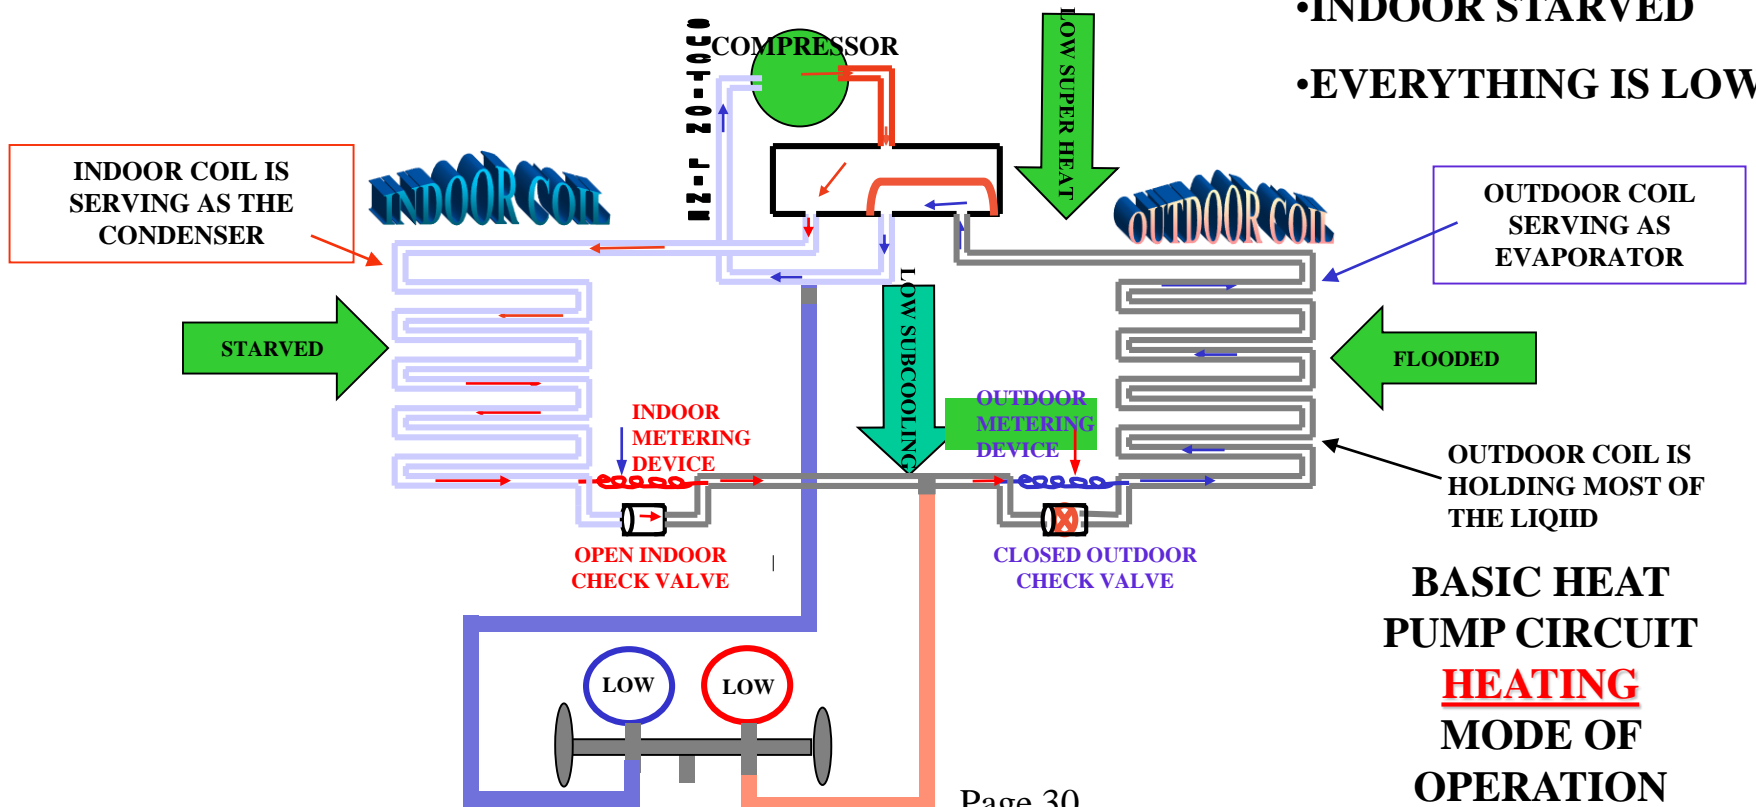 •INDOOR STARVED
•EVERYTHING IS LOW
COMPRESSOR
LOW SUPER HEAT
INDOOR COIL IS
SERVING AS THE
CONDENSER
INDOOR COIL
OUTDOOR COIL
OUTDOOR COIL
SERVING AS
EVAPORATOR
STARVED
LOW SUBCOOLING
FLOODED
INDOOR
METERING
DEVICE
OUTDOOR
METERING
DEVICE
OUTDOOR COIL IS
HOLDING MOST OF
THE LIQIID
OPEN INDOOR
CHECK VALVE
CLOSED OUTDOOR
CHECK VALVE
BASIC HEAT
PUMP CIRCUIT
HEATING
MODE OF
OPERATION
LOW
LOW
Page 30